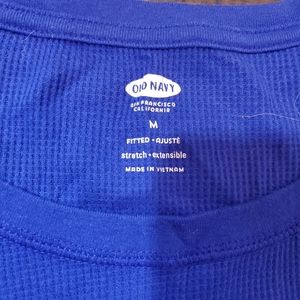 OLD NAVY
SAN FRANCISCO
CALIFORNIA
M
FITTED • AJUSTÉ
stretch • extensible
MADE IN VIETNAM